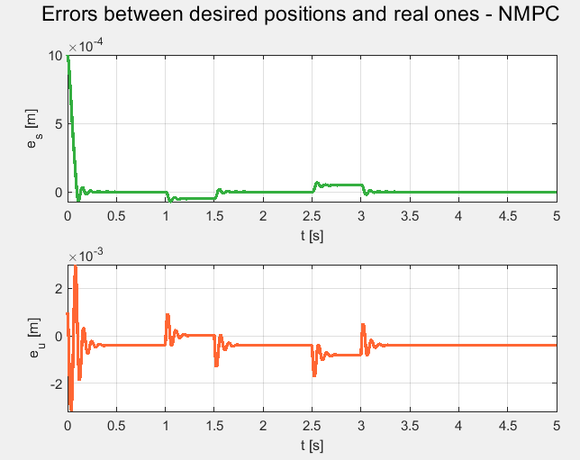 Errors between desired positions and real ones - NMPC
×10-4
10
5
0
e_s [m]
0 0.5 1 1.5 2 2.5 3 3.5 4 4.5 5
t [s]
×10-3
2
0
-2
e_u [m]
0 0.5 1 1.5 2 2.5 3 3.5 4 4.5 5
t [s]